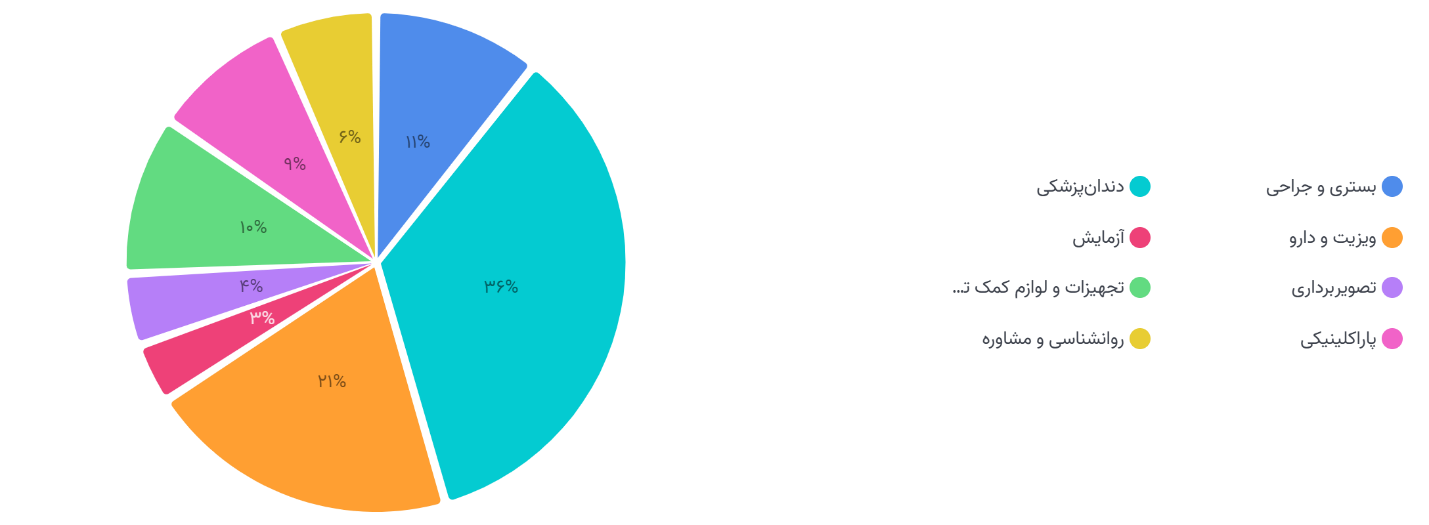 ۶%
۱۱%
۹%
۱۰%
۳۶%
۴%
۳%
۲۱%
بستری و جراحی
دندان‌پزشکی
ویزیت و دارو
آزمایش
تصویربرداری
تجهیزات و لوازم کمک تـ...
پاراکلینیکی
روانشناسی و مشاوره